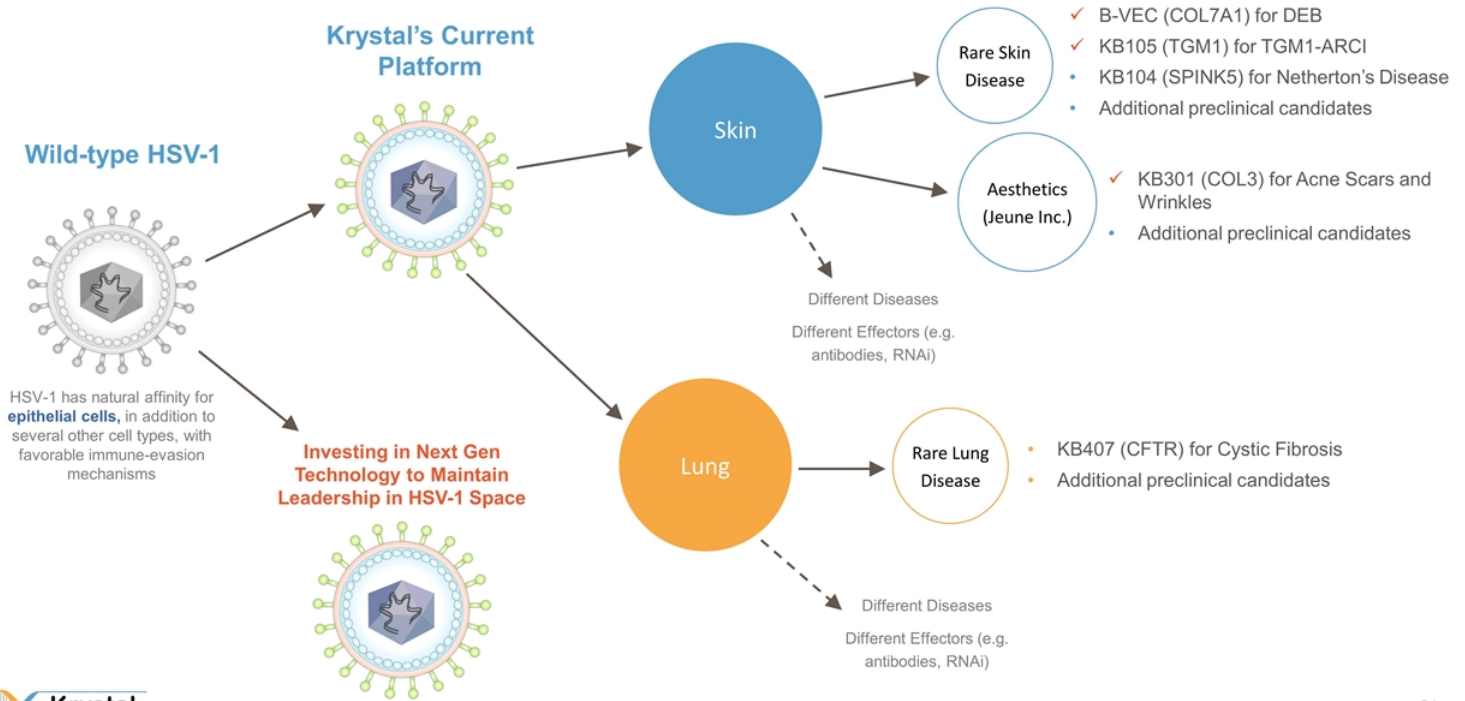 Krystal's Current
Platform
Wild-type HSV-1
HSV-1 has natural affinity for
epithelial cells, in addition to
several other cell types, with
favorable immune-evasion
mechanisms
Investing in Next Gen
Technology to Maintain
Leadership in HSV-1 Space
Skin
Rare Skin
Disease
✓ B-VEC (COL7A1) for DEB
✓ KB105 (TGM1) for TGM1-ARCI
• KB104 (SPINK5) for Netherton's Disease
• Additional preclinical candidates
Aesthetics
(Jeune Inc.)
✓ KB301 (COL3) for Acne Scars and
Wrinkles
• Additional preclinical candidates
Different Diseases
Different Effectors (e.g.
antibodies, RNAi)
Lung
Rare Lung
Disease
• KB407 (CFTR) for Cystic Fibrosis
• Additional preclinical candidates
Different Diseases
Different Effectors (e.g.
antibodies, RNAi)
Krystal